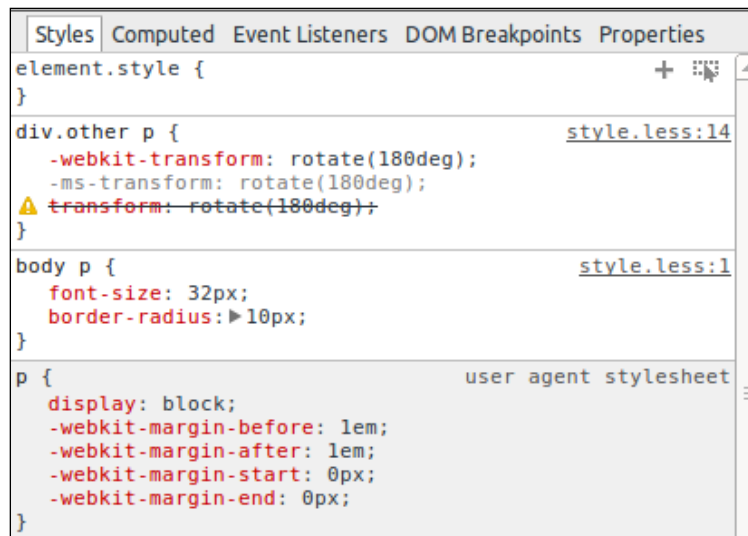 Styles Computed Event Listeners DOM Breakpoints Properties
element.style {
}
div.other p { style.less:14
-webkit-transform: rotate(180deg);
-ms-transform: rotate(180deg);
transform: rotate(180deg);
}
body p { style.less:1
font-size: 32px;
border-radius: 10px;
}
p { user agent stylesheet
display: block;
-webkit-margin-before: 1em;
-webkit-margin-after: 1em;
-webkit-margin-start: 0px;
-webkit-margin-end: 0px;
}